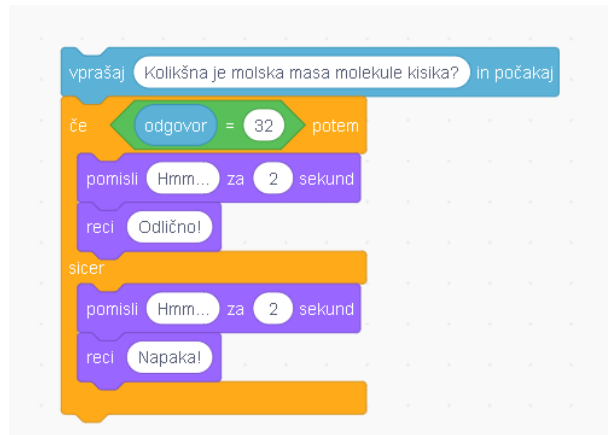 vprašaj Kolikšna je molska masa molekule kisika? in počakaj
če odgovor = 32 potem
pomisli Hmm... za 2 sekund
reci Odlično!
sicer
pomisli Hmm... za 2 sekund
reci Napaka!